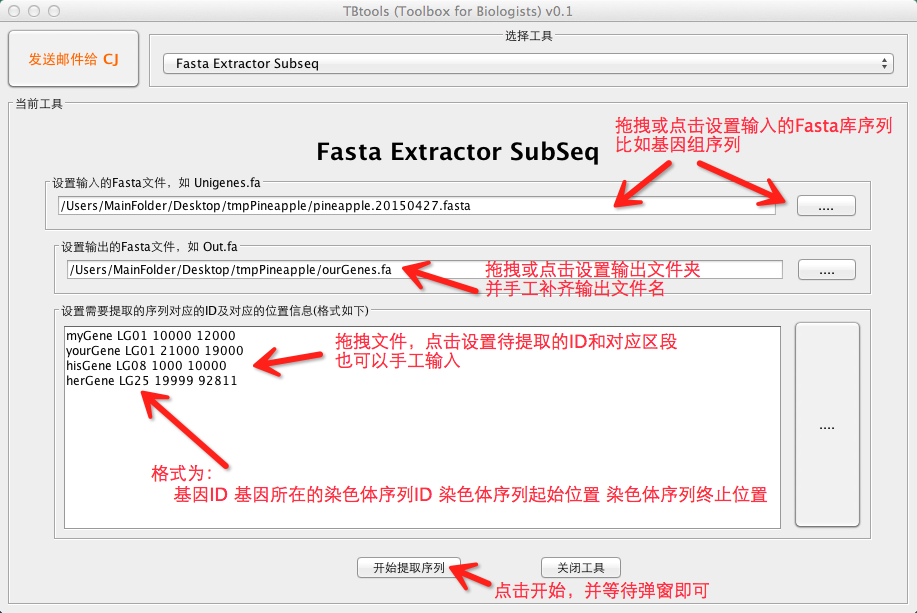 TBtools (Toolbox for Biologists) v0.1
发送邮件给 CJ
选择工具
Fasta Extractor Subseq
当前工具
拖拽或点击设置输入的Fasta库序列
比如基因组序列
Fasta Extractor SubSeq
设置输入的Fasta文件，如 Unigenes.fa
/Users/MainFolder/Desktop/tmpPineapple/pineapple.20150427.fasta
....
设置输出的Fasta文件，如 Out.fa
/Users/MainFolder/Desktop/tmpPineapple/ourGenes.fa
拖拽或点击设置输出文件夹
并手工补齐输出文件名
....
设置需要提取的序列对应的ID及对应的位置信息(格式如下)
myGene LG01 10000 12000
yourGene LG01 21000 19000
hisGene LG08 1000 10000
herGene LG25 19999 92811
拖拽文件，点击设置待提取的ID和对应区段
也可以手工输入
....
格式为：
基因ID 基因所在的染色体序列ID 染色体序列起始位置 染色体序列终止位置
开始提取序列
关闭工具
点击开始，并等待弹窗即可